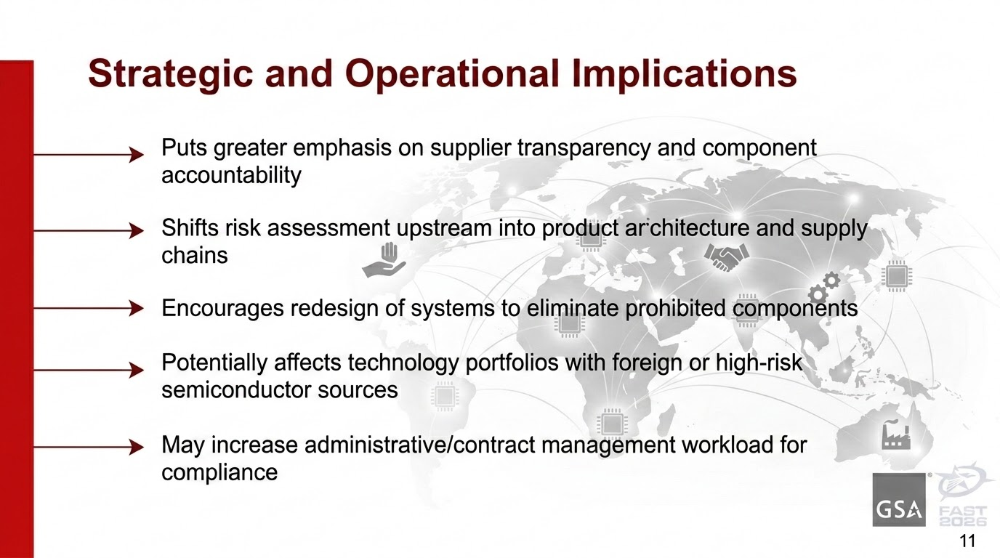 Strategic and Operational Implications
Puts greater emphasis on supplier transparency and component
accountability
Shifts risk assessment upstream into product architecture and supply
chains
Encourages redesign of systems to eliminate prohibited components
Potentially affects technology portfolios with foreign or high-risk
semiconductor sources
May increase administrative/contract management workload for
compliance
GSA
®
FAST
2026
11